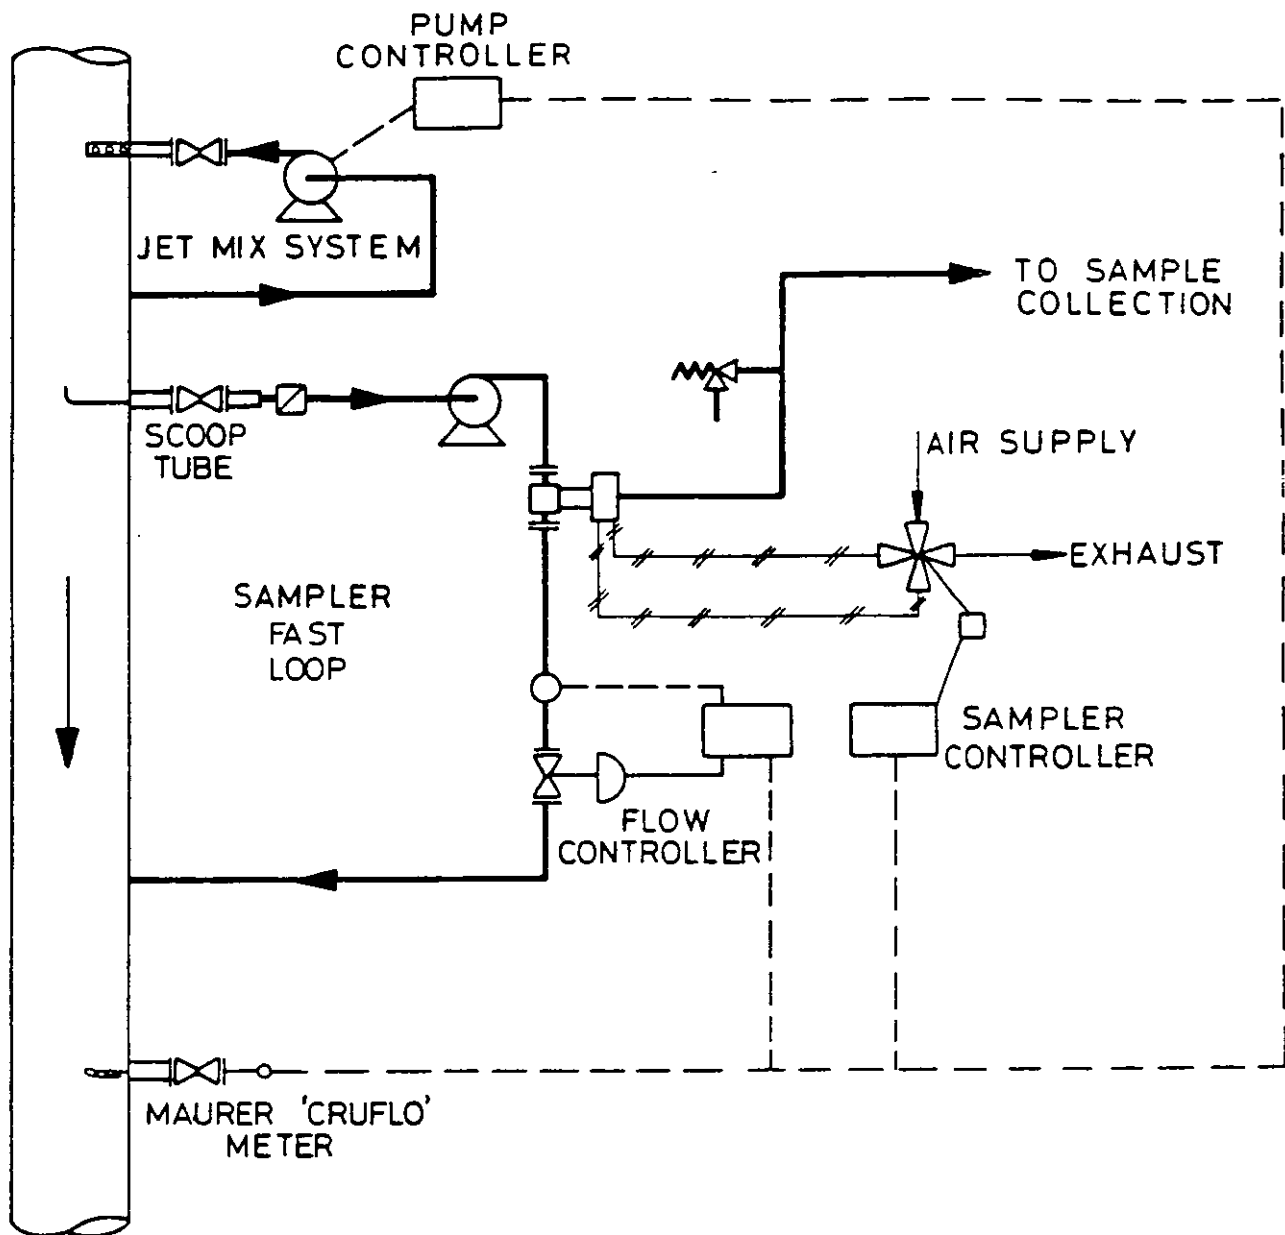 PUMP
CONTROLLER
JET MIX SYSTEM
TO SAMPLE
COLLECTION
SCOOP
TUBE
AIR SUPPLY
EXHAUST
SAMPLER
FAST
LOOP
SAMPLER
CONTROLLER
FLOW
CONTROLLER
MAURER 'CRUFLO'
METER